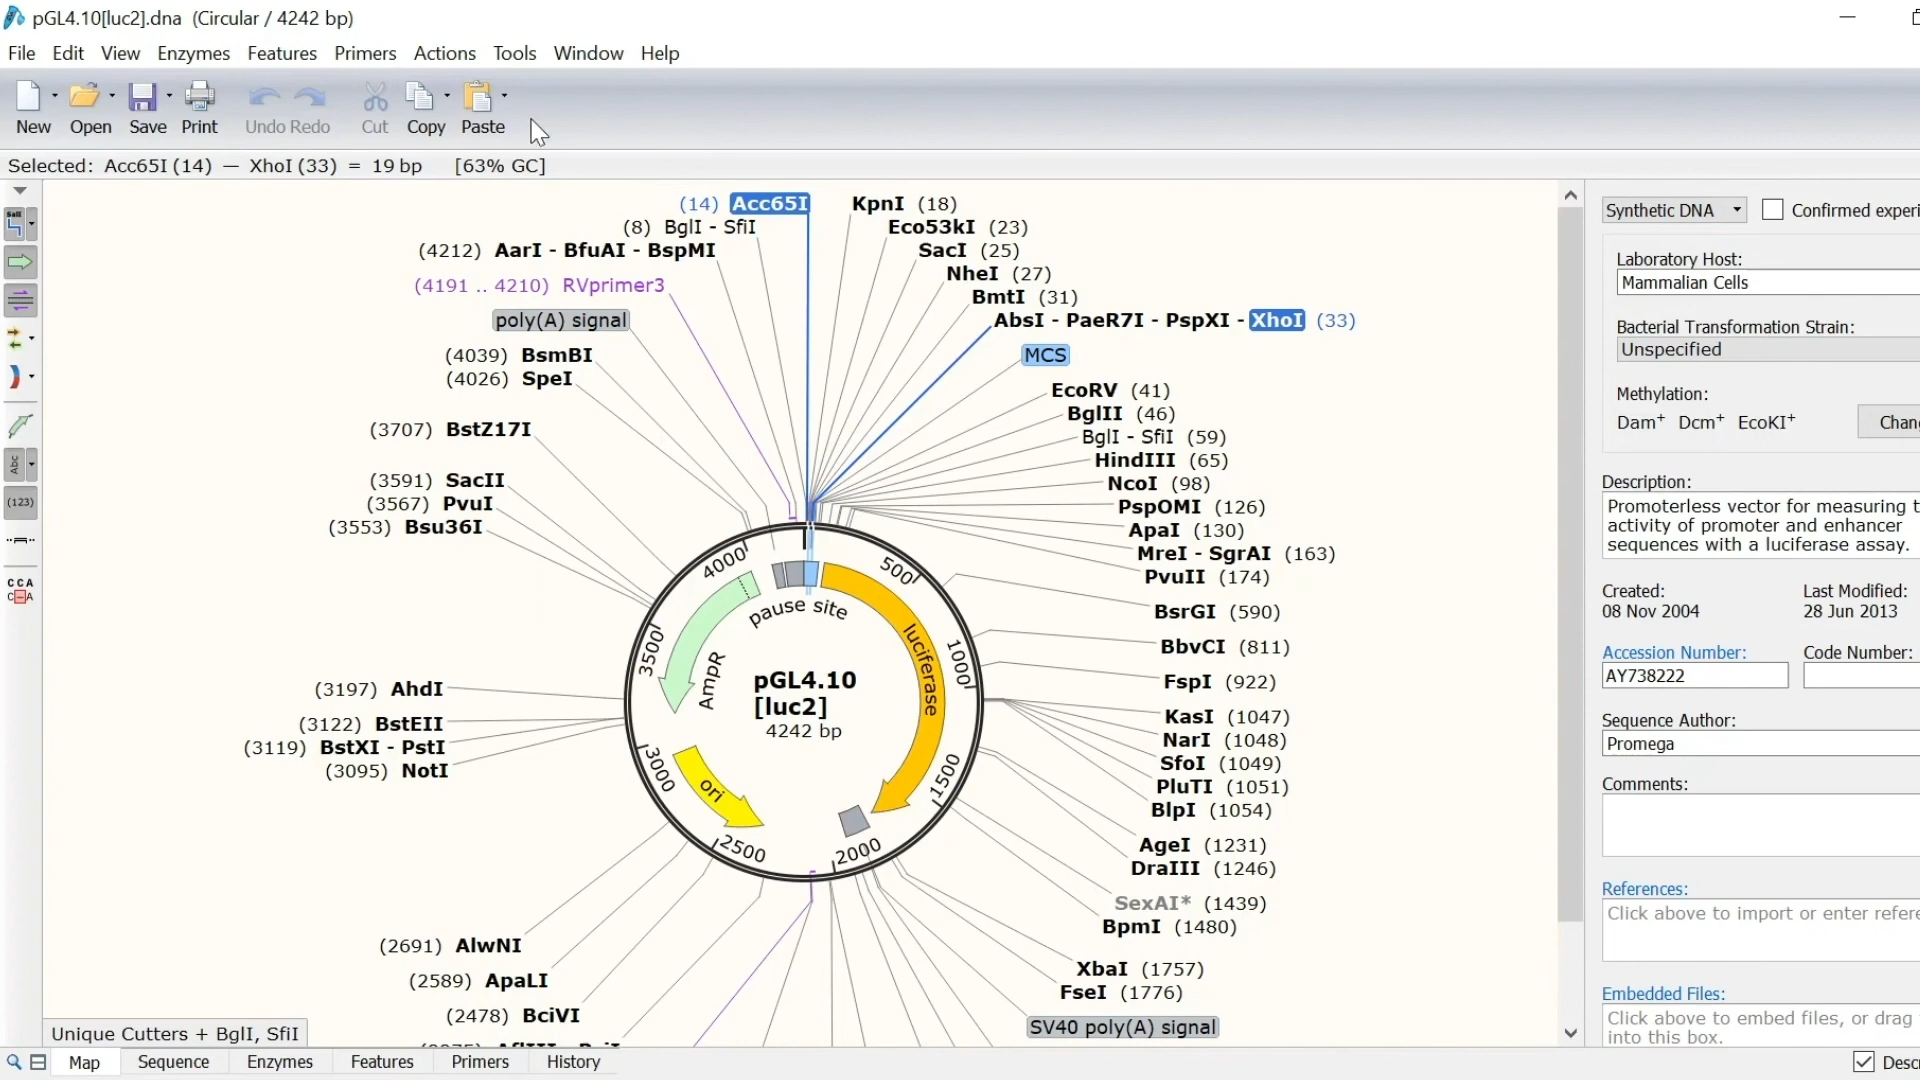 pGL4.10[luc2].dna (Circular / 4242 bp)
File Edit View Enzymes Features Primers Actions Tools Window Help
New Open Save Print Undo Redo Cut Copy Paste
Selected: Acc65I (14) — XhoI (33) = 19 bp [63% GC]
(14) Acc65I
(8) BglI - SfiI
(4212) AarI - BfuAI - BspMI
(4191 .. 4210) RVprimer3
poly(A) signal
(4039) BsmBI
(4026) SpeI
(3707) BstZ17I
(3591) SacII
(3567) PvuI
(3553) Bsu36I
(3197) AhdI
(3122) BstEII
(3119) BstXI - PstI
(3095) NotI
(2691) AlwNI
(2589) ApaLI
(2478) BciVI
KpnI (18)
Eco53kI (23)
SacI (25)
NheI (27)
BmtI (31)
AbsI - PaeR7I - PspXI - XhoI (33)
MCS
EcoRV (41)
BglII (46)
BglI - SfiI (59)
HindIII (65)
NcoI (98)
PspOMI (126)
ApaI (130)
MreI - SgrAI (163)
PvuII (174)
BsrGI (590)
BbvCI (811)
FspI (922)
KasI (1047)
NarI (1048)
SfoI (1049)
PluTI (1051)
BlpI (1054)
AgeI (1231)
DraIII (1246)
SexAI* (1439)
BpmI (1480)
XbaI (1757)
FseI (1776)
SV40 poly(A) signal
4000
500
3500
1000
3000
1500
2500
2000
pause site
luciferase
AmpR
ori
pGL4.10
[luc2]
4242 bp
Sal I
Abc
(123)
CCA
C A
Unique Cutters + BglI, SfiI
Map Sequence Enzymes Features Primers History
Synthetic DNA Confirmed experi
Laboratory Host:
Mammalian Cells
Bacterial Transformation Strain:
Unspecified
Methylation:
Dam+ Dcm+ EcoKI+ Chang
Description:
Promoterless vector for measuring t
activity of promoter and enhancer
sequences with a luciferase assay.
Created: Last Modified:
08 Nov 2004 28 Jun 2013
Accession Number: Code Number:
AY738222
Sequence Author:
Promega
Comments:
References:
Click above to import or enter refere
Embedded Files:
Click above to embed files, or drag
into this box.
Descr